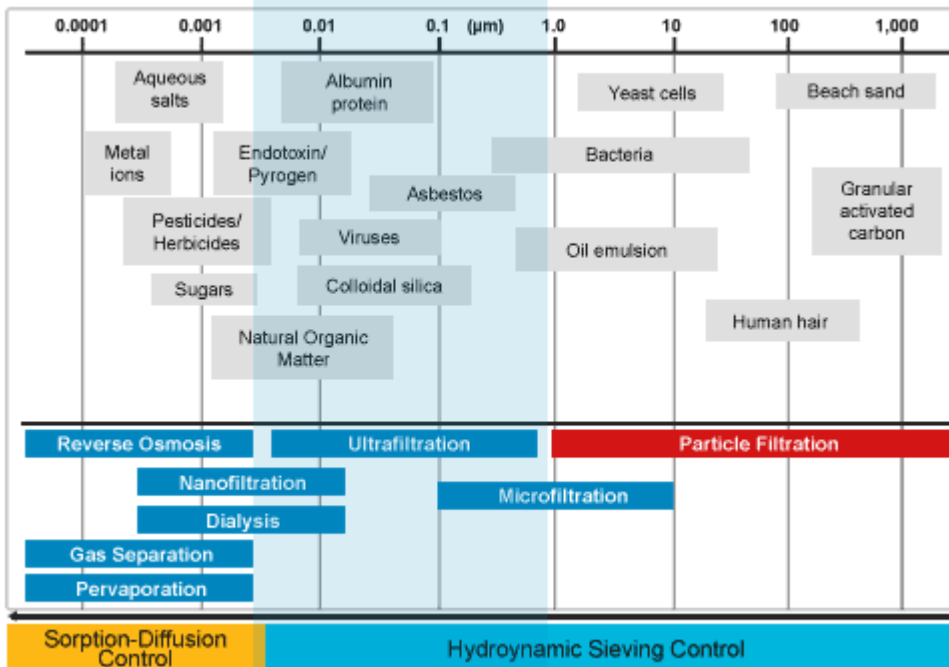 0.0001 0.001 0.01 0.1 (µm) 1.0 10 100 1,000
Aqueous
salts
Albumin
protein
Yeast cells
Beach sand
Metal
ions
Endotoxin/
Pyrogen
Bacteria
Asbestos
Granular
activated
carbon
Pesticides/
Herbicides
Viruses
Oil emulsion
Sugars
Colloidal silica
Human hair
Natural Organic
Matter
Reverse Osmosis
Ultrafiltration
Particle Filtration
Nanofiltration
Microfiltration
Dialysis
Gas Separation
Pervaporation
Sorption-Diffusion
Control
Hydroynamic Sieving Control